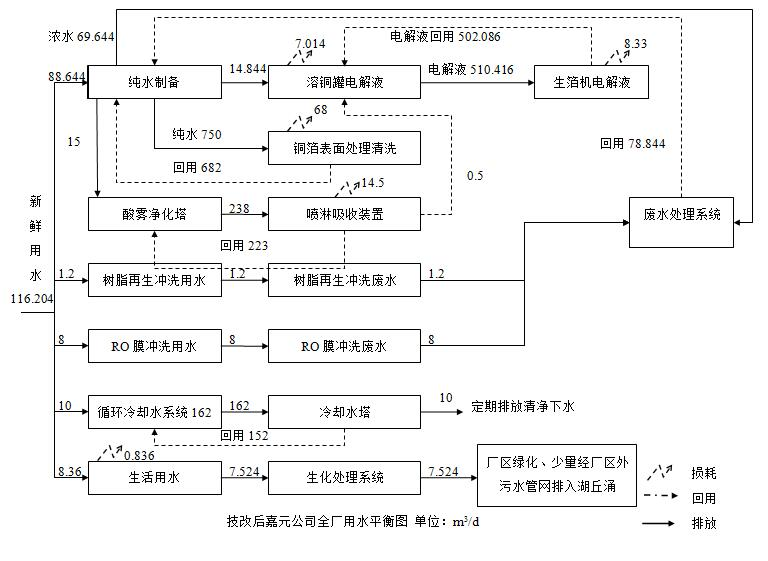 浓水 69.644
电解液回用 502.086
7.014
8.33
88.644
纯水制备
14.844
溶铜罐电解液
电解液 510.416
生箔机电解液
68
15
纯水 750
铜箔表面处理清洗
回用 78.844
回用 682
14.5
0.5
新鲜用水
酸雾净化塔
238
喷淋吸收装置
废水处理系统
回用 223
1.2
树脂再生冲洗用水
1.2
树脂再生冲洗废水
1.2
116.204
8
RO 膜冲洗用水
8
RO 膜冲洗废水
8
10
循环冷却水系统 162
162
冷却水塔
10
定期排放清净下水
回用 152
0.836
8.36
生活用水
7.524
生化处理系统
7.524
厂区绿化、少量经厂区外
污水管网排入湖丘涌
损耗
回用
排放
技改后嘉元公司全厂用水平衡图 单位：m³/d